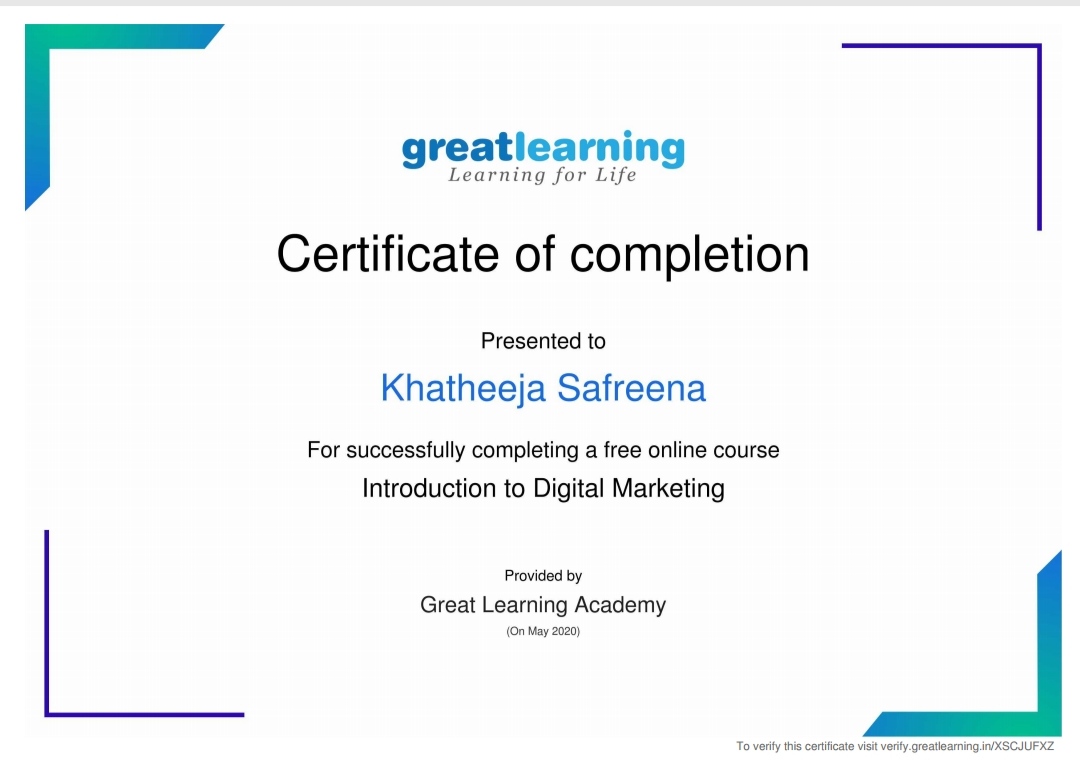 greatlearning
Learning for Life
Certificate of completion
Presented to
Khatheeja Safreena
For successfully completing a free online course
Introduction to Digital Marketing
Provided by
Great Learning Academy
(On May 2020)
To verify this certificate visit verify.greatlearning.in/XSCJUFXZ